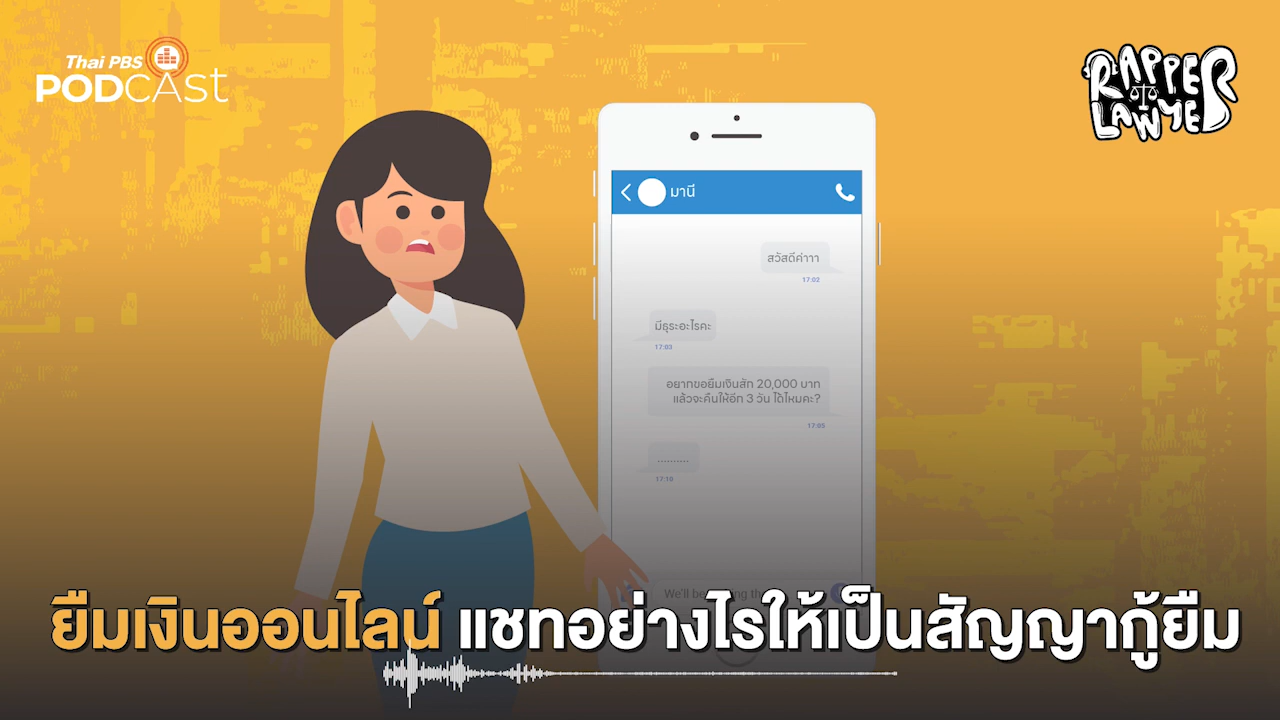 Thai PBS
PODCAST
RAPPER
LAWYER
มานี
สวัสดีค่าาา
17:02
มีธุระอะไรคะ
17:03
อยากขอยืมเงินสัก 20,000 บาท
แล้วจะคืนให้อีก 3 วัน ได้ไหมคะ?
17:05
..........
17:10
We'll be
ยืมเงินออนไลน์ แชทอย่างไรให้เป็นสัญญากู้ยืม